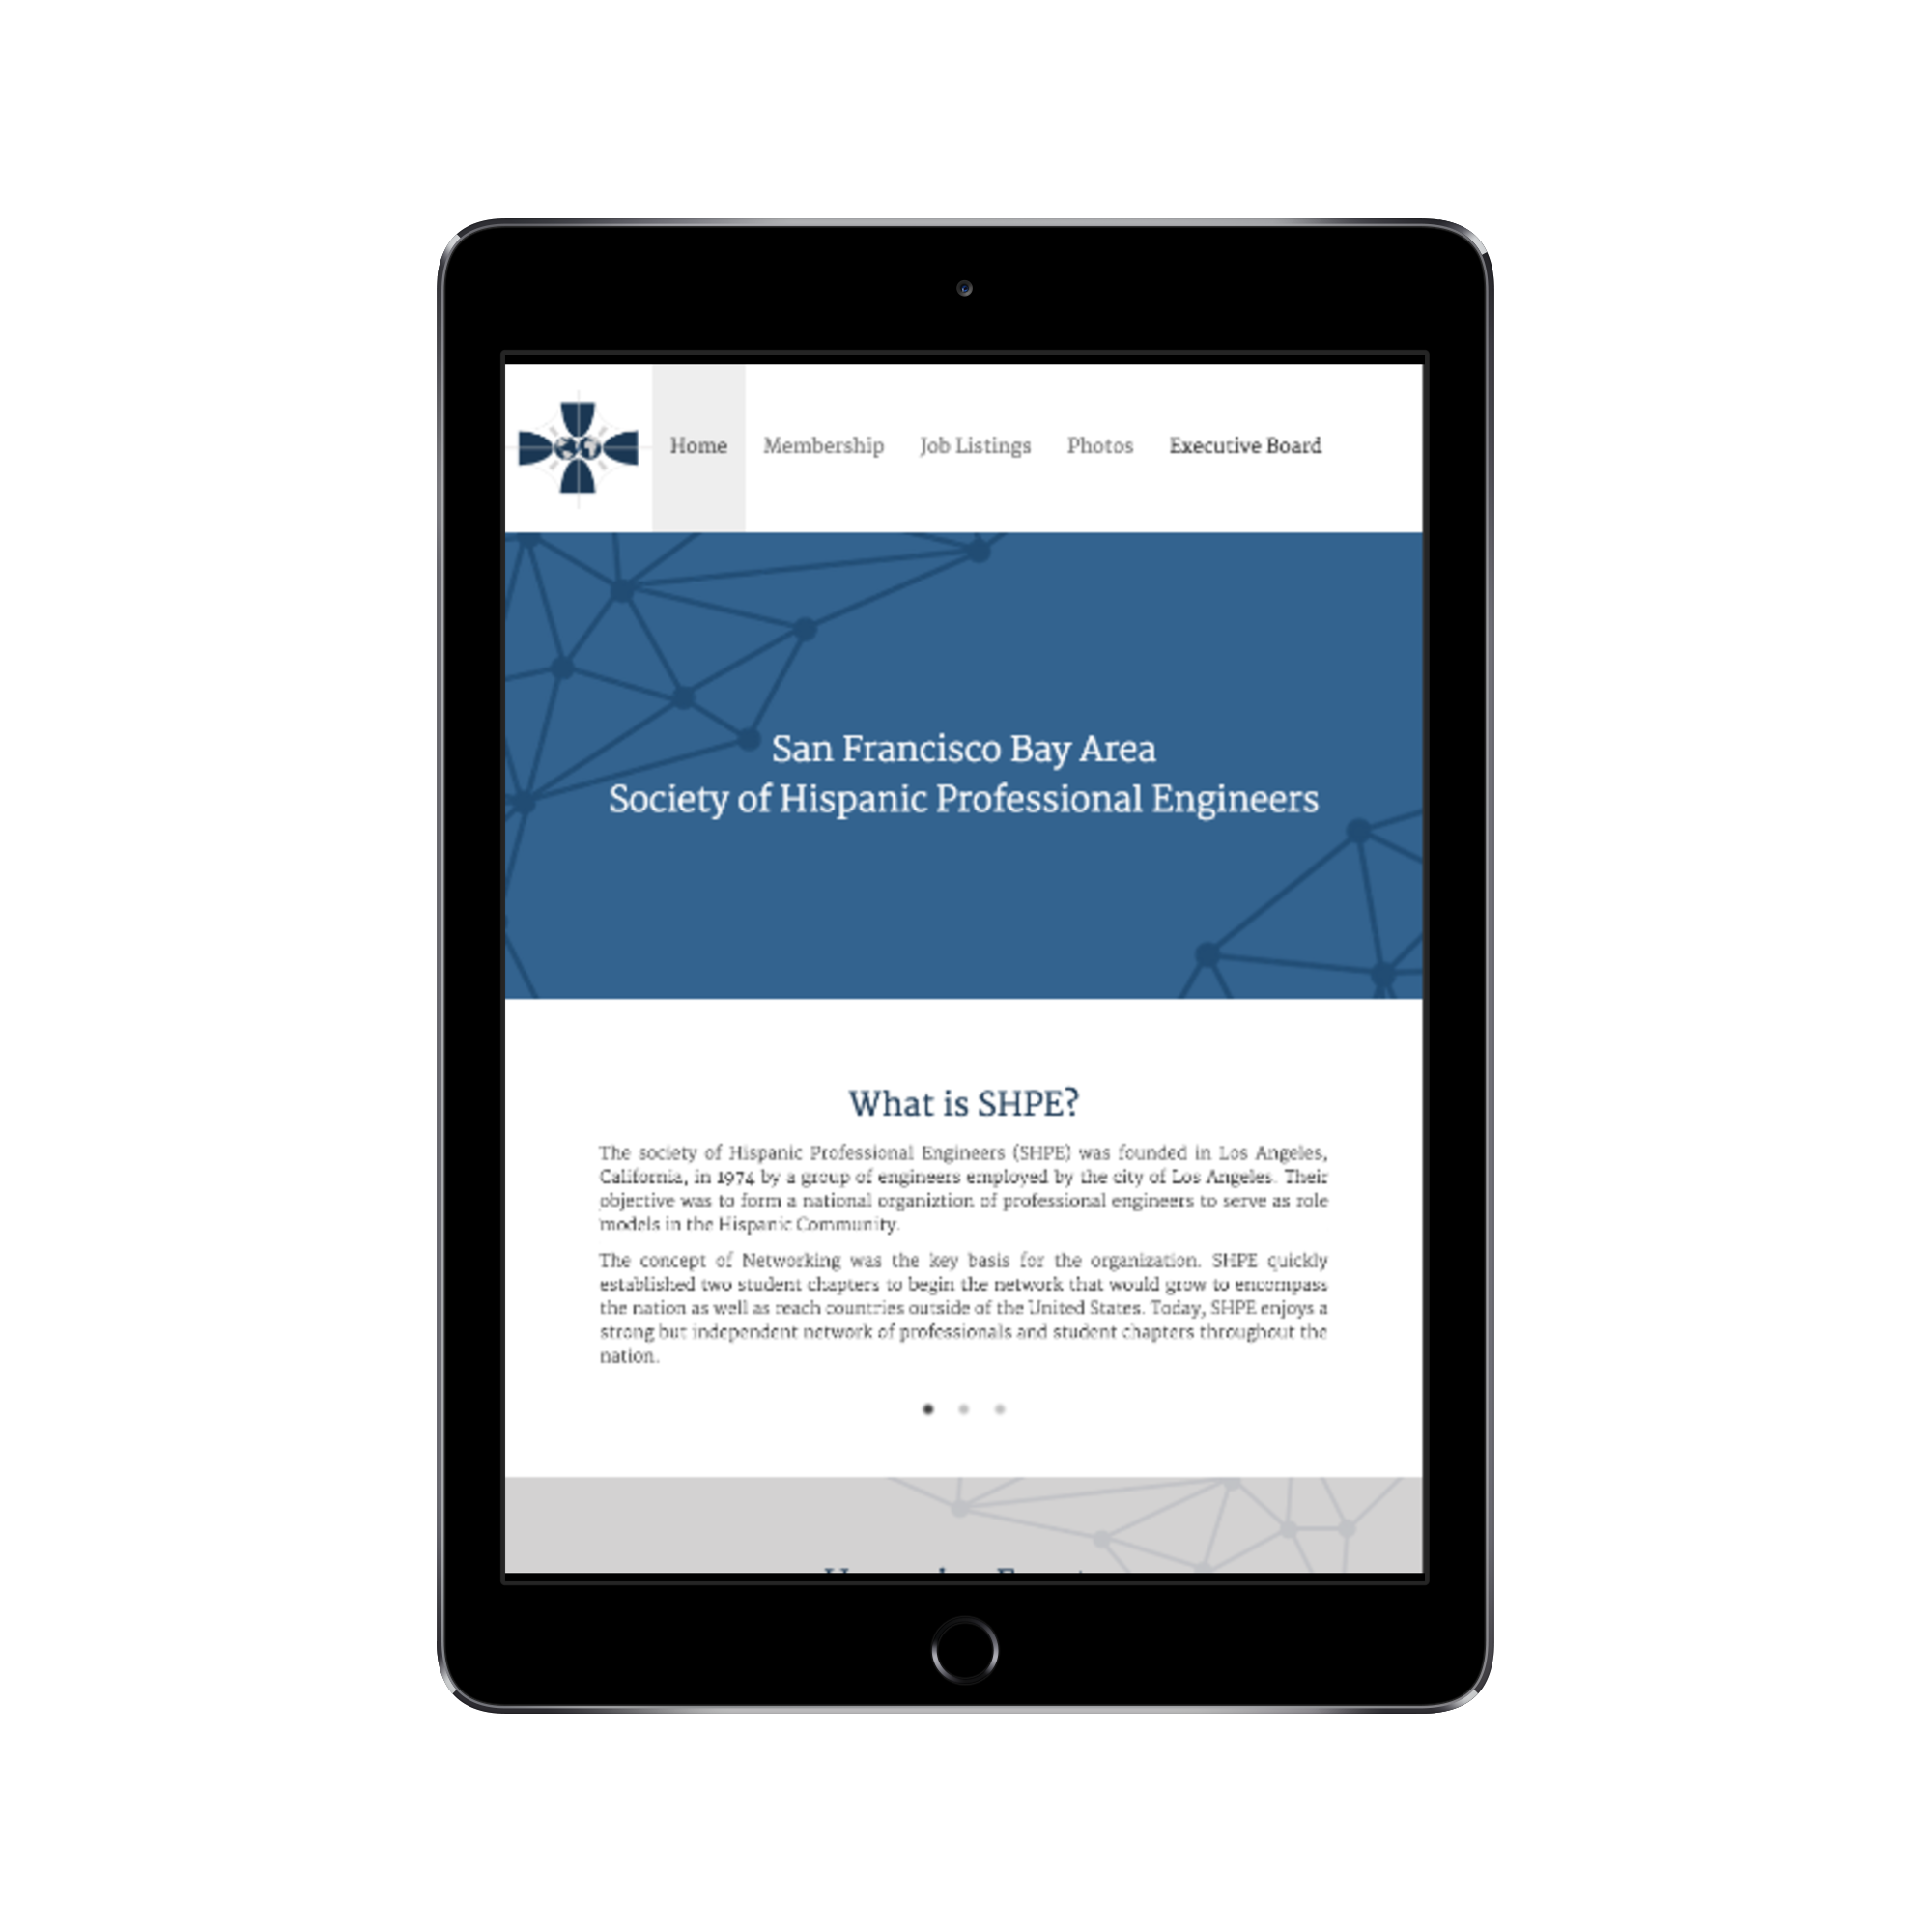 Home Membership Job Listings Photos Executive Board
San Francisco Bay Area
Society of Hispanic Professional Engineers
What is SHPE?
The society of Hispanic Professional Engineers (SHPE) was founded in Los Angeles,
California, in 1974 by a group of engineers employed by the city of Los Angeles. Their
objective was to form a national organiztion of professional engineers to serve as role
models in the Hispanic Community.
The concept of Networking was the key basis for the organization. SHPE quickly
established two student chapters to begin the network that would grow to encompass
the nation as well as reach countries outside of the United States. Today, SHPE enjoys a
strong but independent network of professionals and student chapters throughout the
nation.